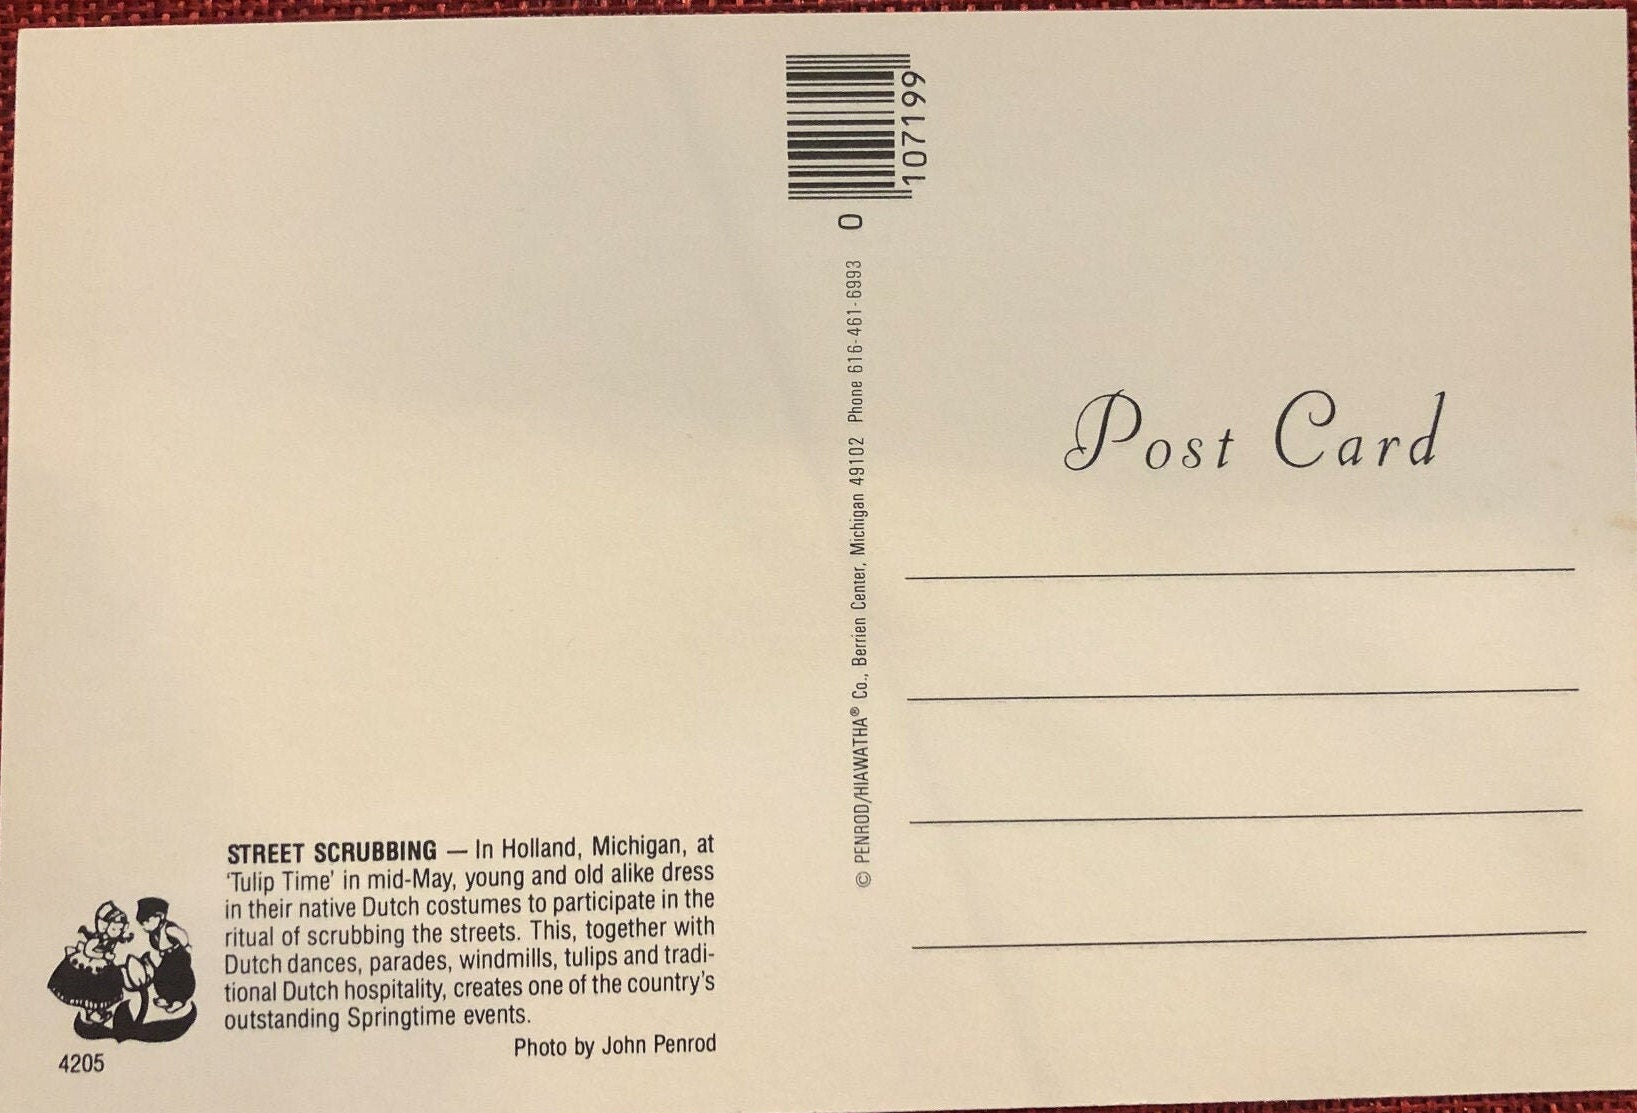 STREET SCRUBBING — In Holland, Michigan, at
'Tulip Time' in mid-May, young and old alike dress
in their native Dutch costumes to participate in the
ritual of scrubbing the streets. This, together with
Dutch dances, parades, windmills, tulips and tradi-
tional Dutch hospitality, creates one of the country's
outstanding Springtime events.
Photo by John Penrod
4205
© PENROD/HIAWATHA® Co., Berrien Center, Michigan 49102 Phone 616-461-6993
0
107199
Post Card